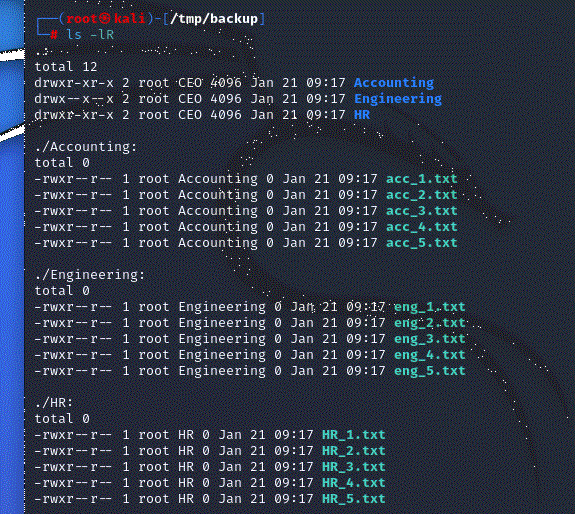 ┌──(root㉿kali)-[/tmp/backup]
└─# ls -lR
.:
total 12
drwxr-xr-x 2 root CEO 4096 Jan 21 09:17 Accounting
drwx--x--x 2 root CEO 4096 Jan 21 09:17 Engineering
drwxr-xr-x 2 root CEO 4096 Jan 21 09:17 HR

./Accounting:
total 0
-rwxr--r-- 1 root Accounting 0 Jan 21 09:17 acc_1.txt
-rwxr--r-- 1 root Accounting 0 Jan 21 09:17 acc_2.txt
-rwxr--r-- 1 root Accounting 0 Jan 21 09:17 acc_3.txt
-rwxr--r-- 1 root Accounting 0 Jan 21 09:17 acc_4.txt
-rwxr--r-- 1 root Accounting 0 Jan 21 09:17 acc_5.txt

./Engineering:
total 0
-rwxr--r-- 1 root Engineering 0 Jan 21 09:17 eng_1.txt
-rwxr--r-- 1 root Engineering 0 Jan 21 09:17 eng_2.txt
-rwxr--r-- 1 root Engineering 0 Jan 21 09:17 eng_3.txt
-rwxr--r-- 1 root Engineering 0 Jan 21 09:17 eng_4.txt
-rwxr--r-- 1 root Engineering 0 Jan 21 09:17 eng_5.txt

./HR:
total 0
-rwxr--r-- 1 root HR 0 Jan 21 09:17 HR_1.txt
-rwxr--r-- 1 root HR 0 Jan 21 09:17 HR_2.txt
-rwxr--r-- 1 root HR 0 Jan 21 09:17 HR_3.txt
-rwxr--r-- 1 root HR 0 Jan 21 09:17 HR_4.txt
-rwxr--r-- 1 root HR 0 Jan 21 09:17 HR_5.txt